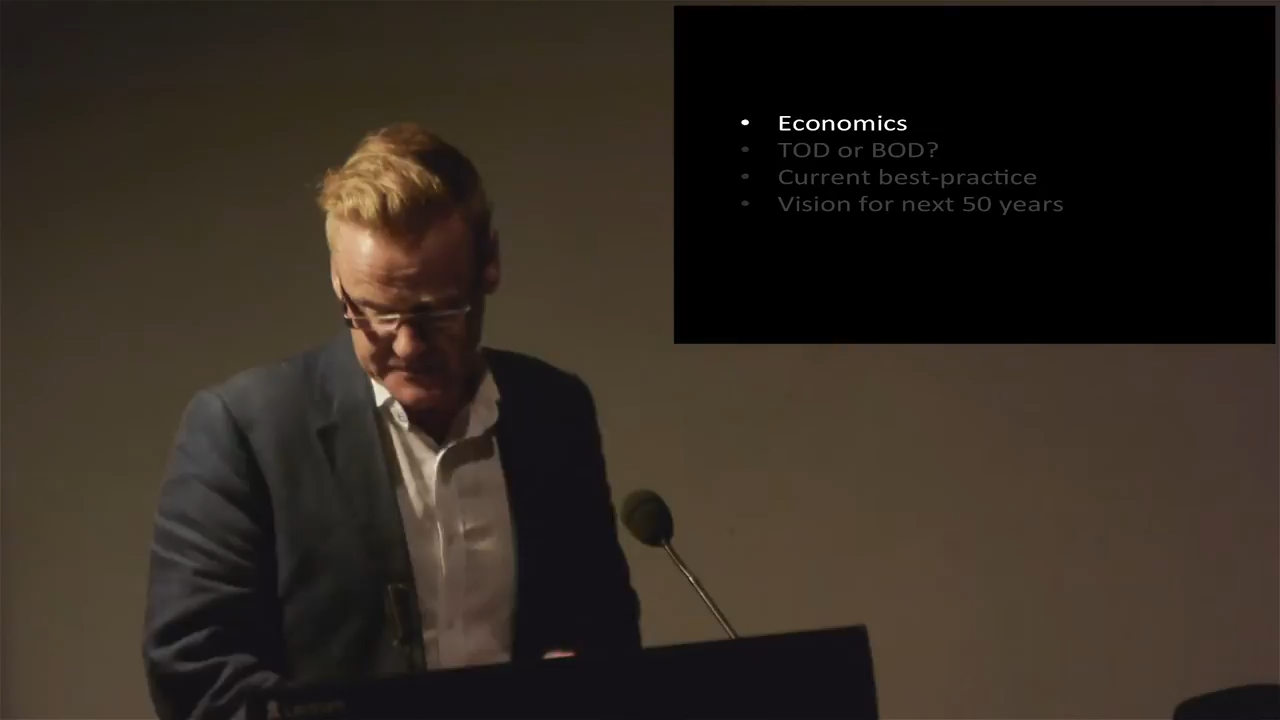 • Economics
• TOD or BOD?
• Current best-practice
• Vision for next 50 years